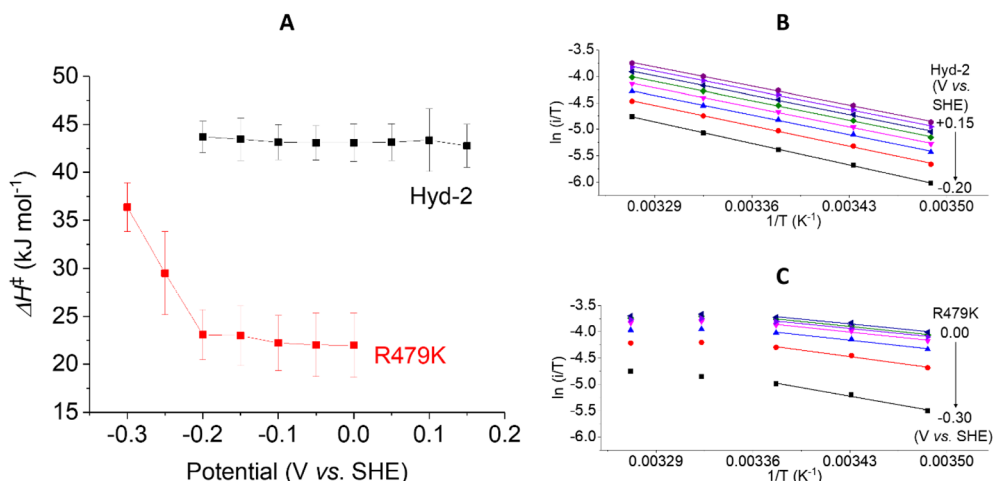 A
ΔH‡ (kJ mol-1)
50
45
40
35
30
25
20
15
10
5
0
Hyd-2
R479K
-0.3
-0.2
-0.1
0.0
0.1
0.2
Potential (V vs. SHE)
B
ln (i/T)
-3.5
-4.0
-4.5
-5.0
-5.5
-6.0
Hyd-2
(V vs.
SHE)
+0.15
-0.20
0.00329
0.00336
0.00343
0.00350
1/T (K-1)
C
ln (i/T)
-3.5
-4.0
-4.5
-5.0
-5.5
-6.0
R479K
0.00
-0.30
(V vs. SHE)
0.00329
0.00336
0.00343
0.00350
1/T (K-1)